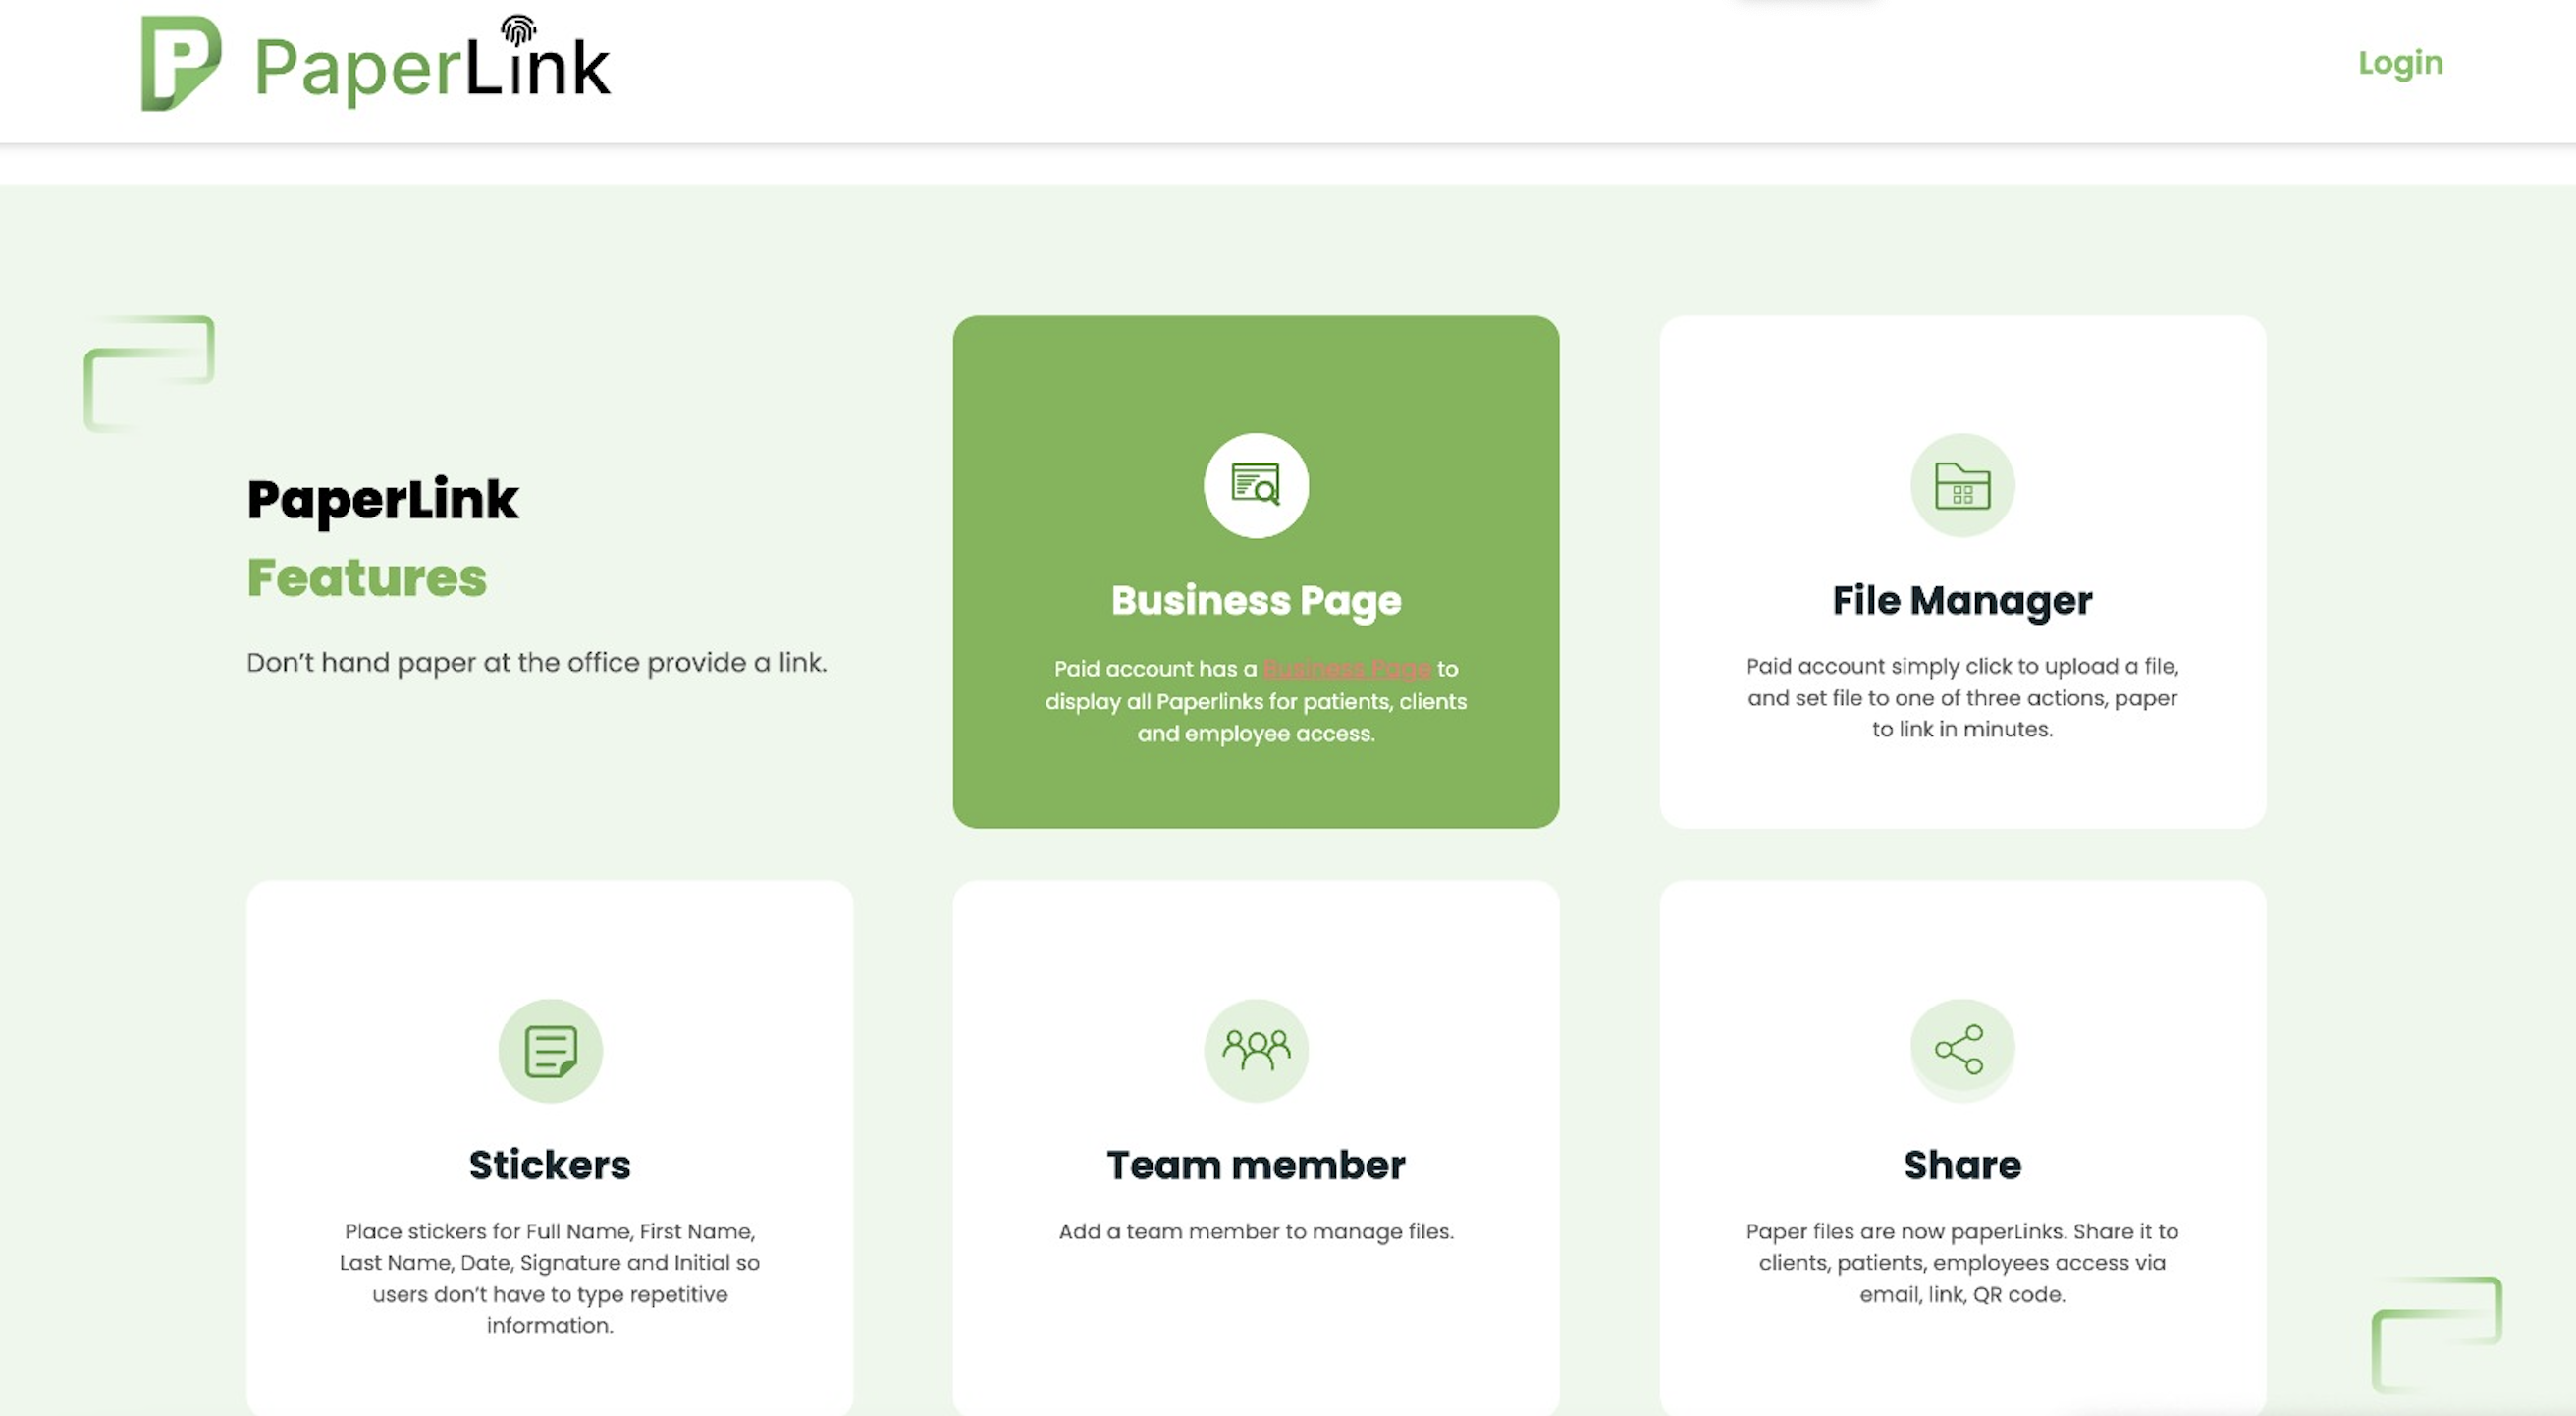 PaperLink
Login
PaperLink
Features
Don't hand paper at the office provide a link.
Business Page
Paid account has a Business Page to
display all Paperlinks for patients, clients
and employee access.
File Manager
Paid account simply click to upload a file,
and set file to one of three actions, paper
to link in minutes.
Stickers
Place stickers for Full Name, First Name,
Last Name, Date, Signature and Initial so
users don't have to type repetitive
information.
Team member
Add a team member to manage files.
Share
Paper files are now paperLinks. Share it to
clients, patients, employees access via
email, link, QR code.